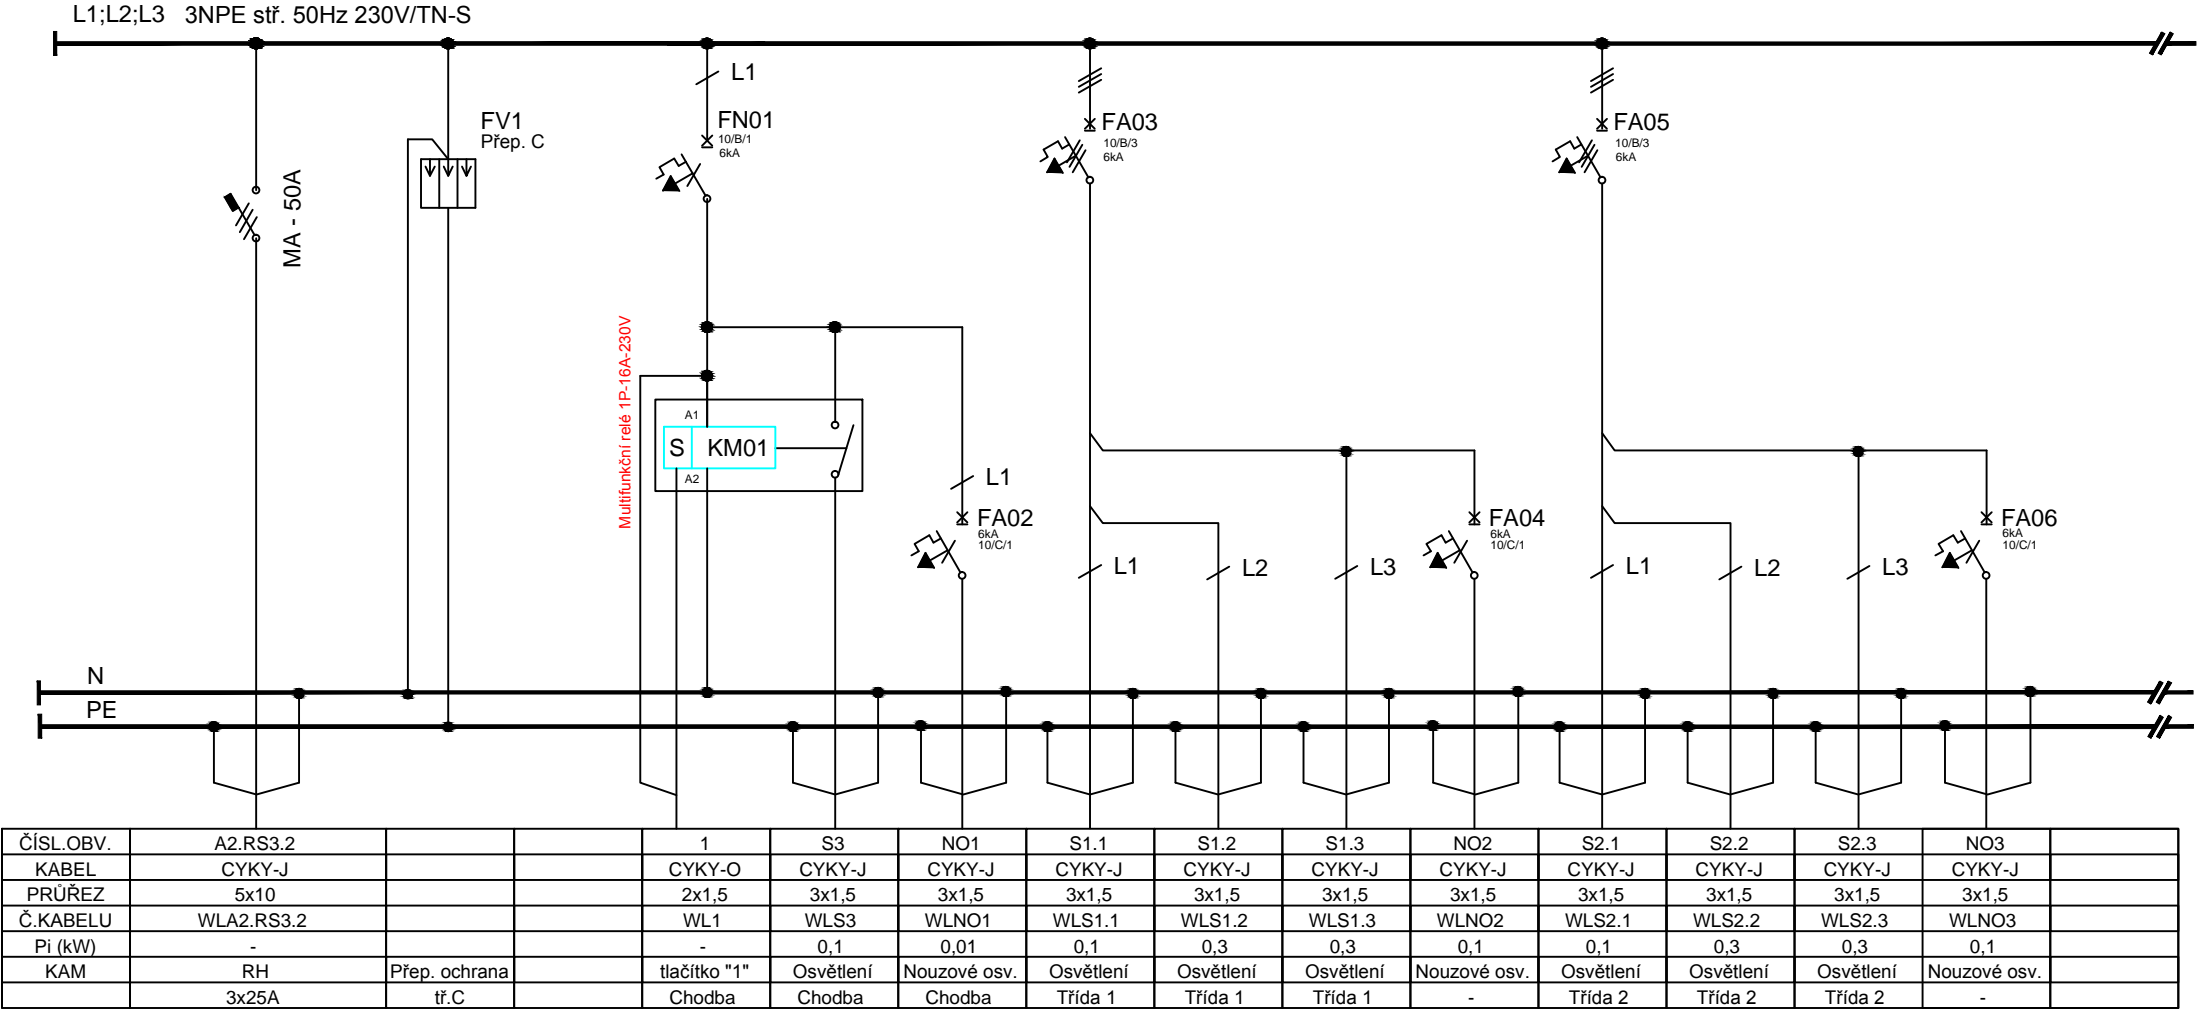 L1;L2;L3 3NPE stř. 50Hz 230V/TN-S
L1
FV1
Přep. C
FN01
10/B/1
6kA
FA03
10/B/3
6kA
FA05
10/B/3
6kA
MA - 50A
Multifunkční relé 1P-16A-230V
A1
S KM01
A2
L1
FA02
6kA
10/C/1
FA04
6kA
10/C/1
FA06
6kA
10/C/1
L1 L2 L3 L1 L2 L3
N
PE
ČÍSL.OBV. A2.RS3.2 1 S3 NO1 S1.1 S1.2 S1.3 NO2 S2.1 S2.2 S2.3 NO3
KABEL CYKY-J CYKY-O CYKY-J CYKY-J CYKY-J CYKY-J CYKY-J CYKY-J CYKY-J CYKY-J CYKY-J CYKY-J
PRŮŘEZ 5x10 2x1,5 3x1,5 3x1,5 3x1,5 3x1,5 3x1,5 3x1,5 3x1,5 3x1,5 3x1,5 3x1,5
Č.KABELU WLA2.RS3.2 WL1 WLS3 WLNO1 WLS1.1 WLS1.2 WLS1.3 WLNO2 WLS2.1 WLS2.2 WLS2.3 WLNO3
Pi (kW) - - 0,1 0,01 0,1 0,3 0,3 0,1 0,1 0,3 0,3 0,1
KAM RH Přep. ochrana tlačítko "1" Osvětlení Nouzové osv. Osvětlení Osvětlení Osvětlení Nouzové osv. Osvětlení Osvětlení Osvětlení Nouzové osv.
3x25A tř.C Chodba Chodba Chodba Třída 1 Třída 1 Třída 1 - Třída 2 Třída 2 Třída 2 -